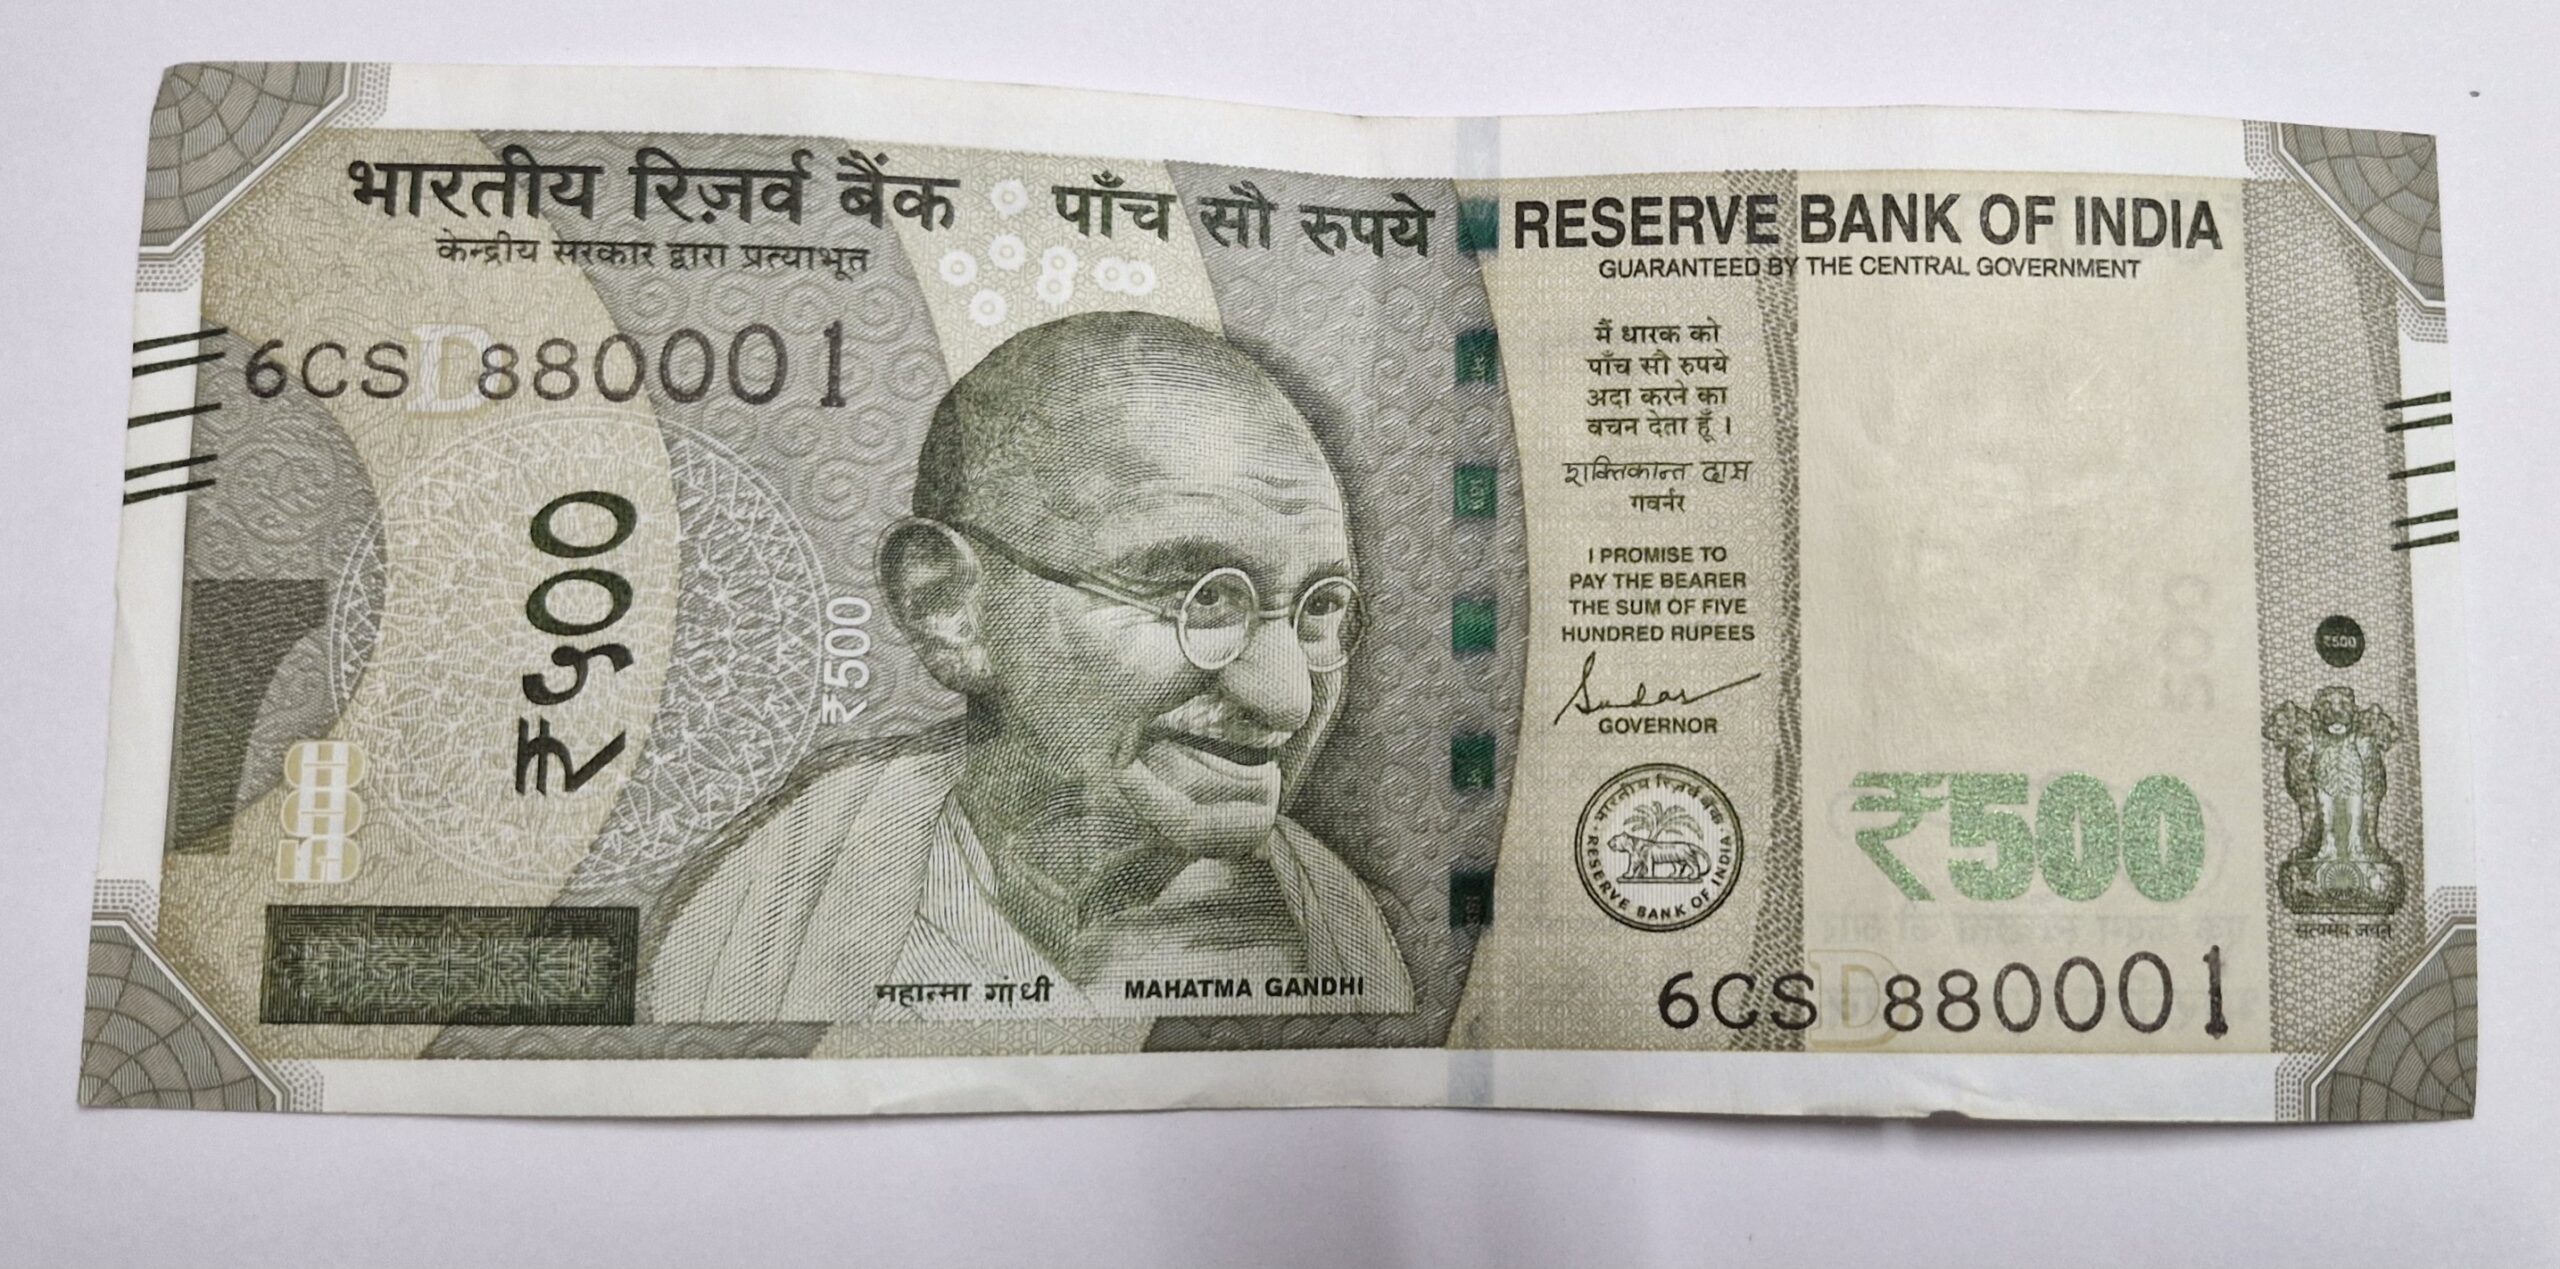 भारतीय रिज़र्व बैंक
केन्द्रीय सरकार द्वारा प्रत्याभूत
पाँच सौ रुपये
RESERVE BANK OF INDIA
GUARANTEED BY THE CENTRAL GOVERNMENT
6CS 880001
₹५००
₹500
मैं धारक को
पाँच सौ रुपये
अदा करने का
वचन देता हूँ ।
शक्तिकान्त दास
गवर्नर
I PROMISE TO
PAY THE BEARER
THE SUM OF FIVE
HUNDRED RUPEES
GOVERNOR
भारतीय रिज़र्व बैंक
RESERVE BANK OF INDIA
₹500
₹500
सत्यमेव जयते
महात्मा गांधी
MAHATMA GANDHI
6CS 880001